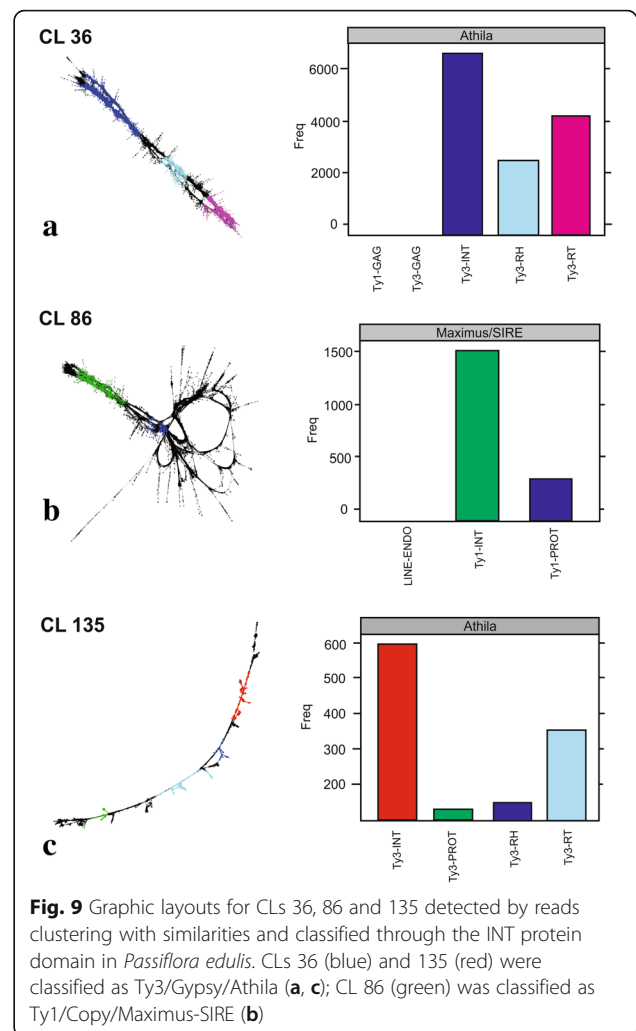 CL 36
Athila
Freq
6000
4000
2000
0
Ty1-GAG
Ty3-GAG
Ty3-INT
Ty3-RH
Ty3-RT
a
CL 86
Maximus/SIRE
Freq
1500
500
500
0
LINE-ENDO
Ty1-INT
Ty1-PROT
b
CL 135
Athila
Freq
600
400
300
200
Ty3-INT
Ty3-PROT
Ty3-RH
Ty3-RT
c
Fig. 9 Graphic layouts for CLs 36, 86 and 135 detected by reads
clustering with similarities and classified through the INT protein
domain in Passiflora edulis. CLs 36 (blue) and 135 (red) were
classified as Ty3/Gypsy/Athila (a, c); CL 86 (green) was classified as
Ty1/Copy/Maximus-SIRE (b)